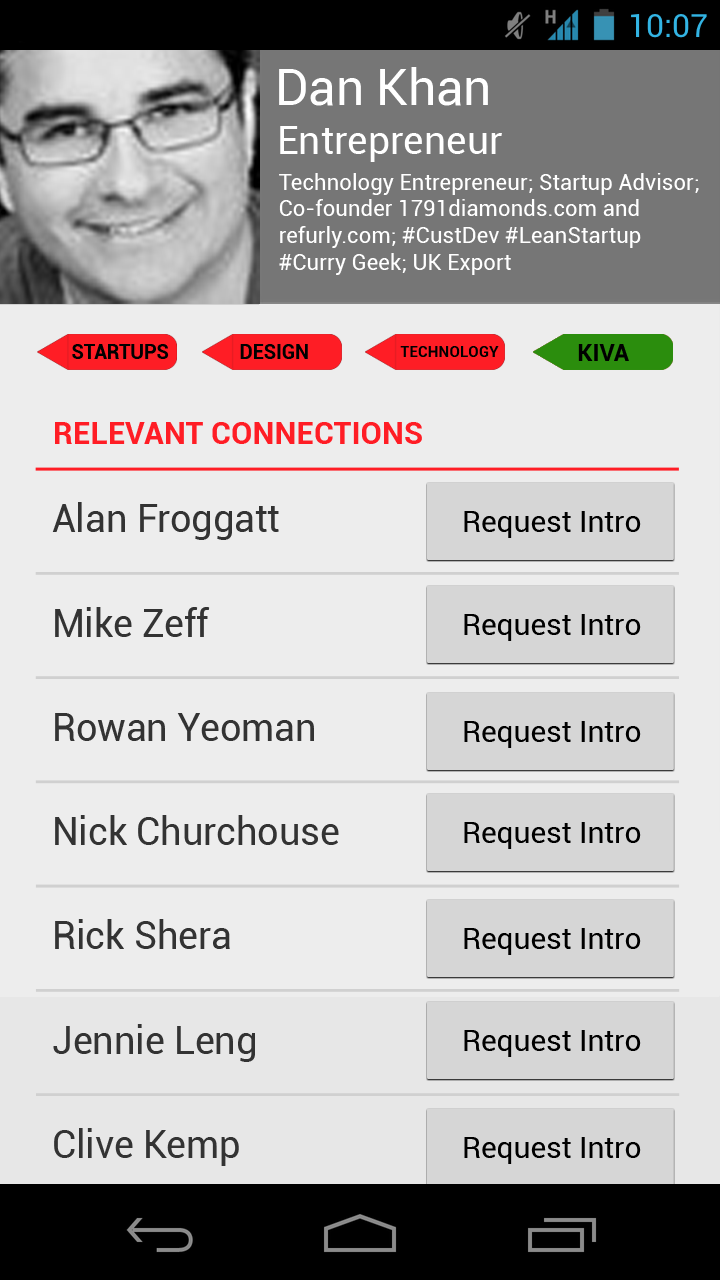 H 10:07
Dan Khan
Entrepreneur
Technology Entrepreneur; Startup Advisor;
Co-founder 1791diamonds.com and
refurly.com; #CustDev #LeanStartup
#Curry Geek; UK Export
STARTUPS DESIGN TECHNOLOGY KIVA
RELEVANT CONNECTIONS
Alan Froggatt Request Intro
Mike Zeff Request Intro
Rowan Yeoman Request Intro
Nick Churchouse Request Intro
Rick Shera Request Intro
Jennie Leng Request Intro
Clive Kemp Request Intro